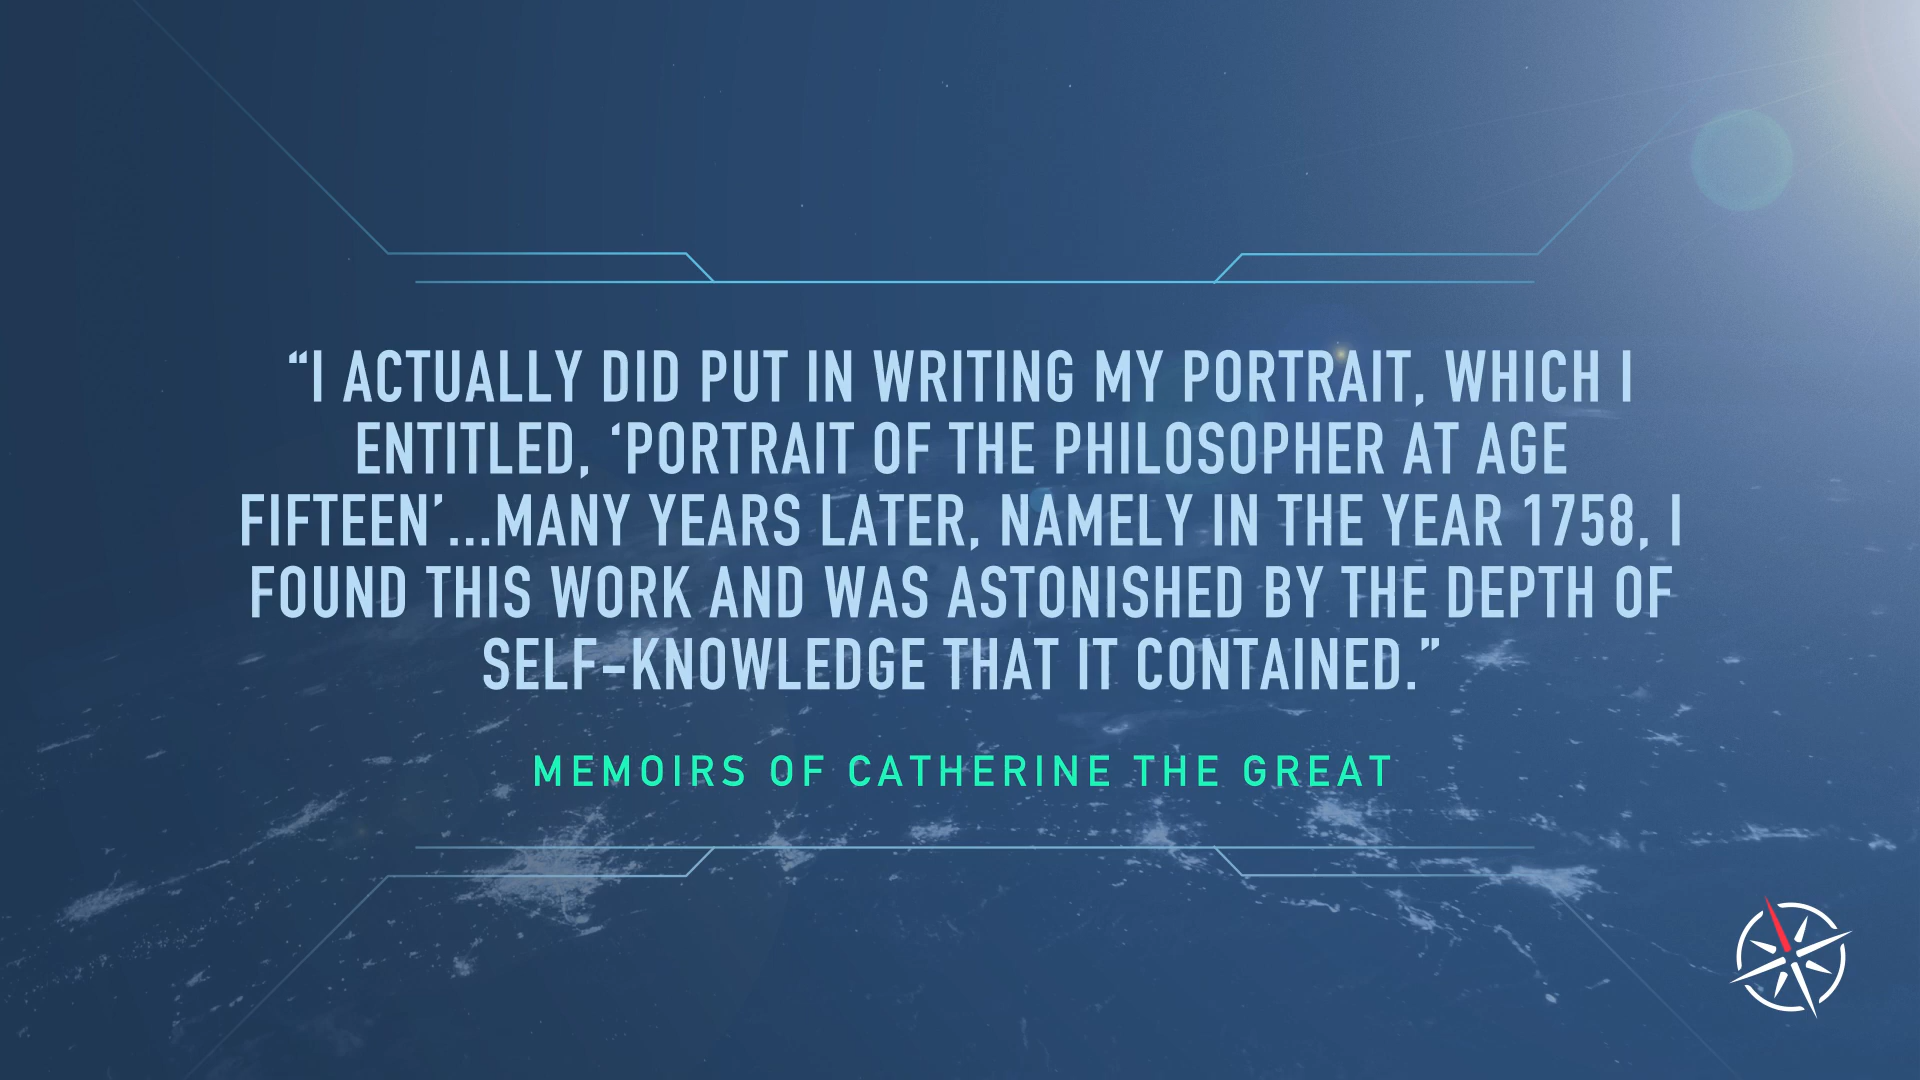 “I ACTUALLY DID PUT IN WRITING MY PORTRAIT, WHICH I
ENTITLED, ‘PORTRAIT OF THE PHILOSOPHER AT AGE
FIFTEEN’...MANY YEARS LATER, NAMELY IN THE YEAR 1758, I
FOUND THIS WORK AND WAS ASTONISHED BY THE DEPTH OF
SELF-KNOWLEDGE THAT IT CONTAINED.”
MEMOIRS OF CATHERINE THE GREAT